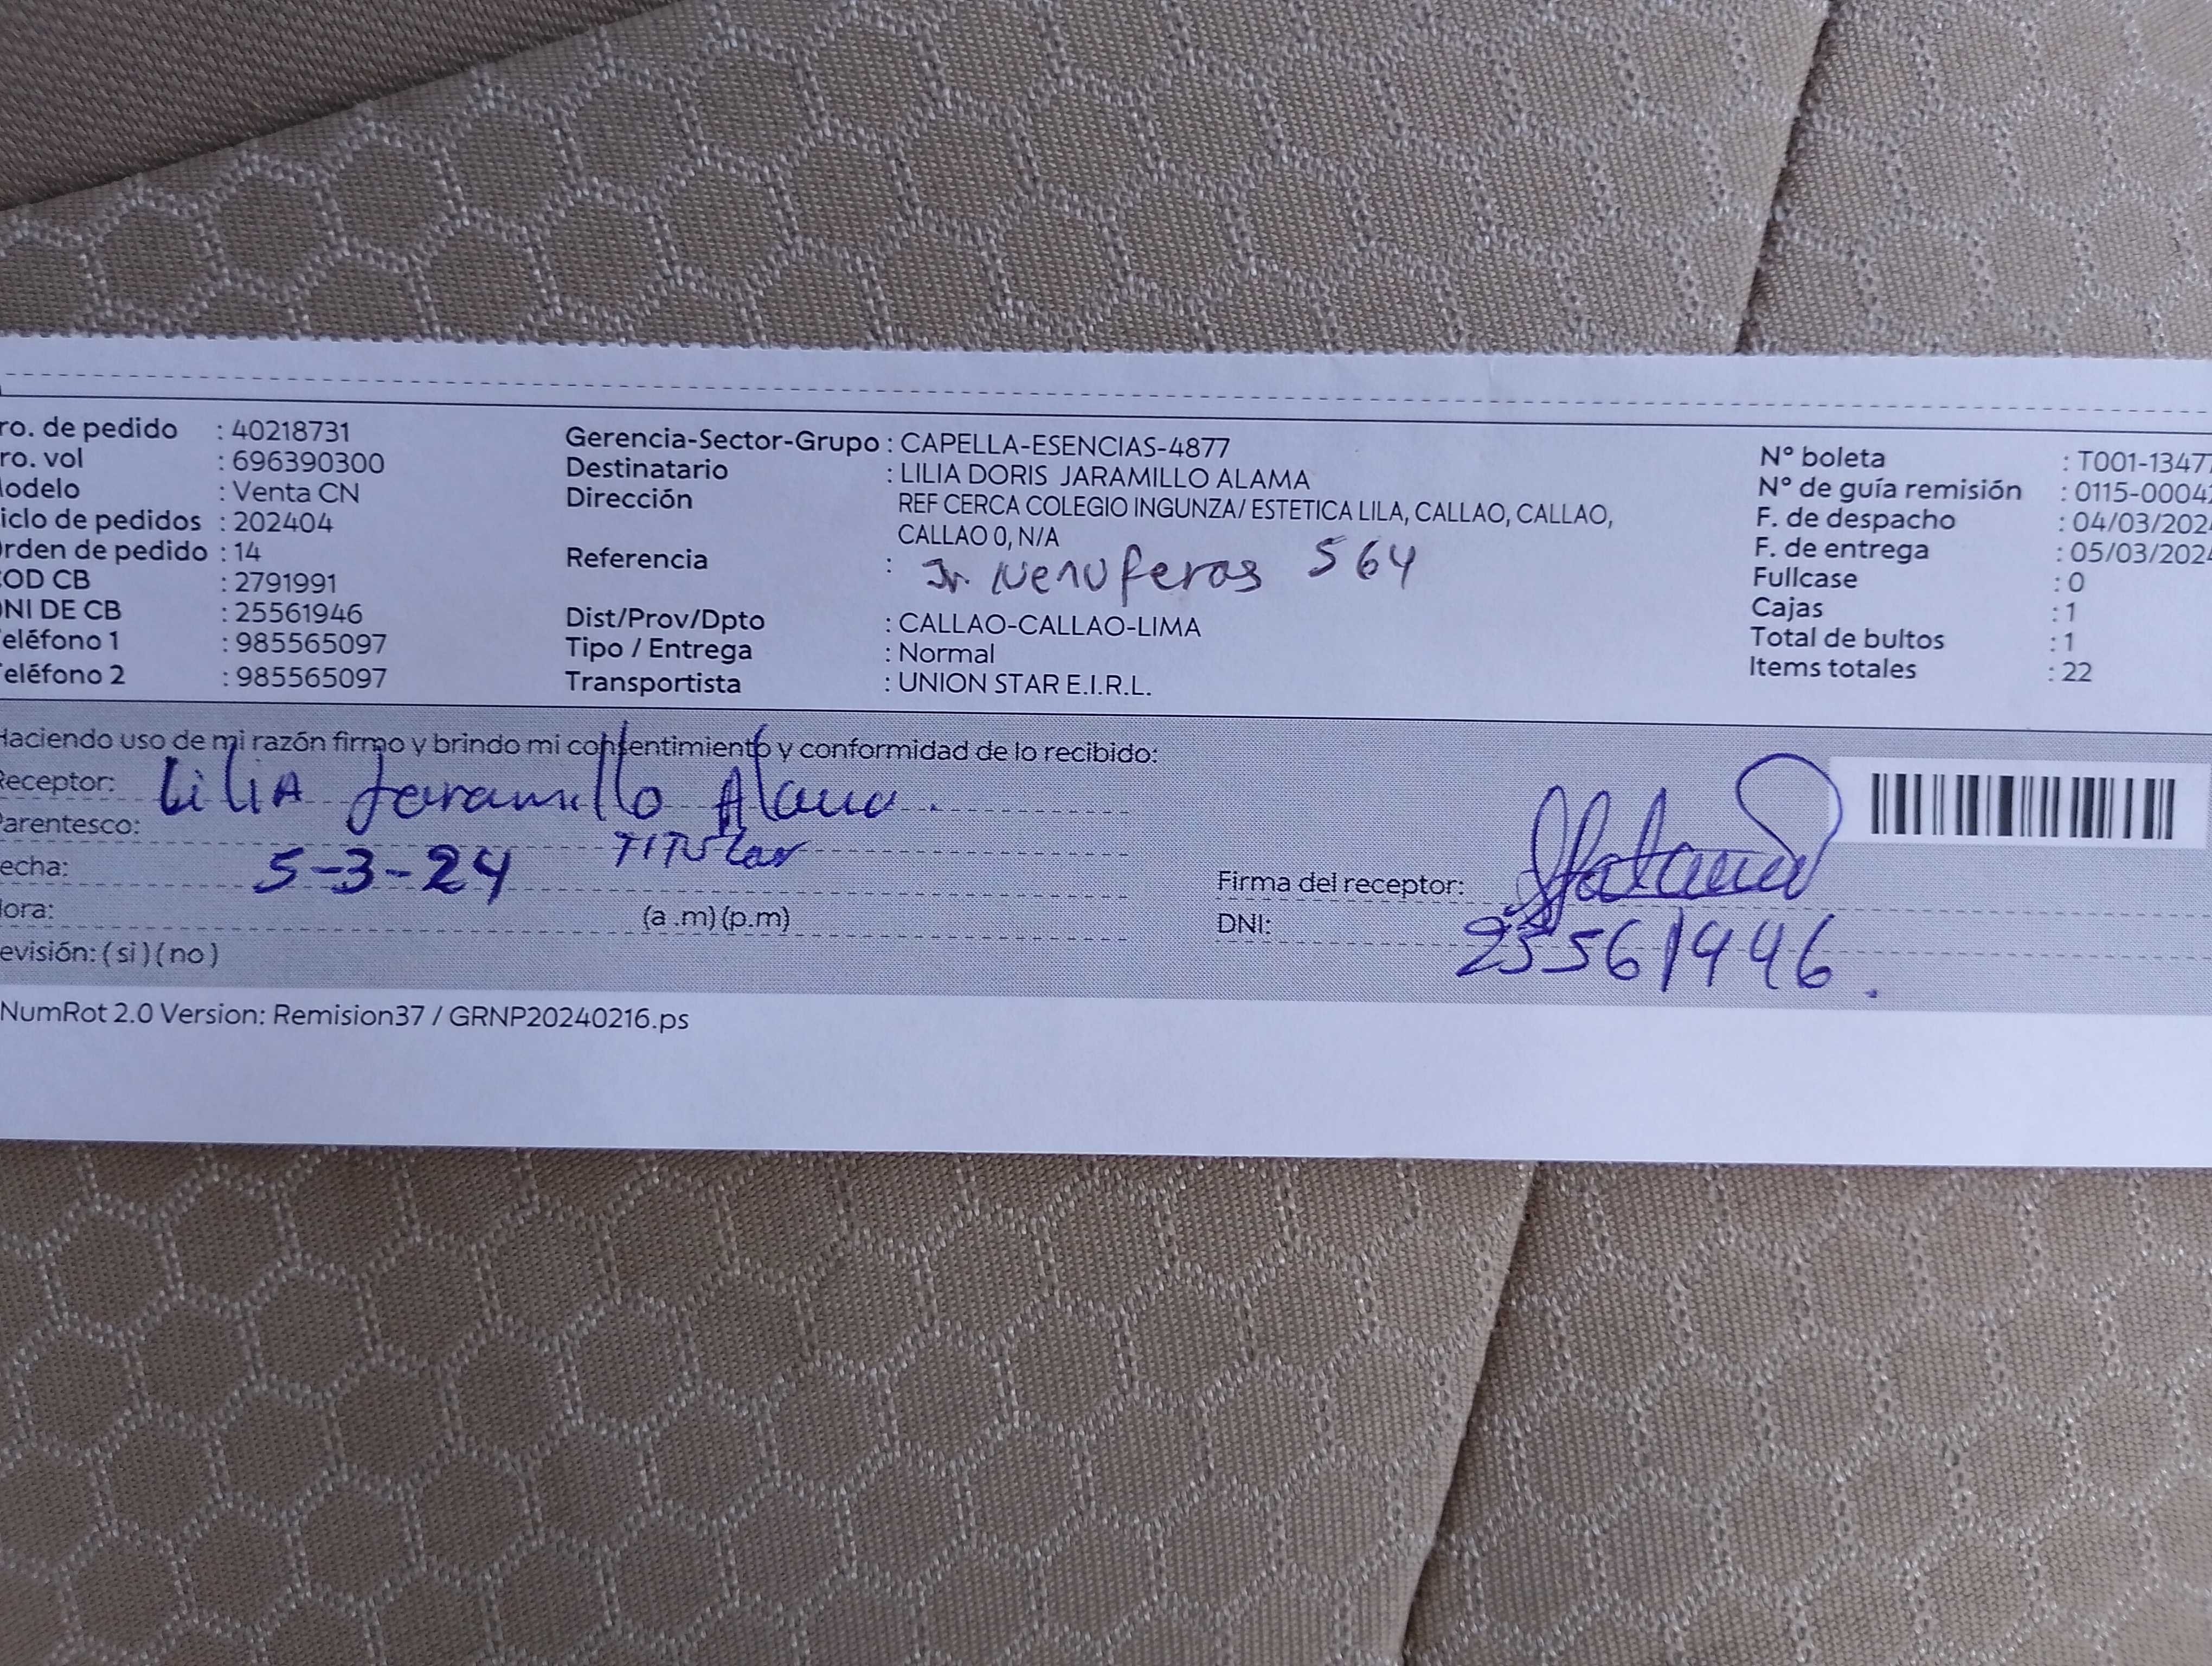 ro. de pedido : 40218731
ro. vol : 696390300
odelo : Venta CN
iclo de pedidos : 202404
rden de pedido : 14
OD CB : 2791991
NI DE CB : 25561946
eléfono 1 : 985565097
eléfono 2 : 985565097
Gerencia-Sector-Grupo : CAPELLA-ESENCIAS-4877
Destinatario : LILIA DORIS JARAMILLO ALAMA
Dirección REF CERCA COLEGIO INGUNZA/ ESTETICA LILA, CALLAO, CALLAO,
CALLAO 0, N/A
Referencia : Jr. Nenuferos 564
Dist/Prov/Dpto : CALLAO-CALLAO-LIMA
Tipo / Entrega : Normal
Transportista : UNION STAR E.I.R.L.
N° boleta : T001-1347
N° de guía remisión : 0115-0004
F. de despacho : 04/03/202
F. de entrega : 05/03/202
Fullcase : 0
Cajas : 1
Total de bultos : 1
Items totales : 22
Haciendo uso de mi razón firmo y brindo mi consentimiento y conformidad de lo recibido:
Receptor: Lilia Jaramillo Alama.
arentesco: TITular
echa: 5-3-24
ora: (a .m) (p.m)
evisión: ( si ) ( no )
Firma del receptor:
DNI: 25561946.
NumRot 2.0 Version: Remision37 / GRNP20240216.ps